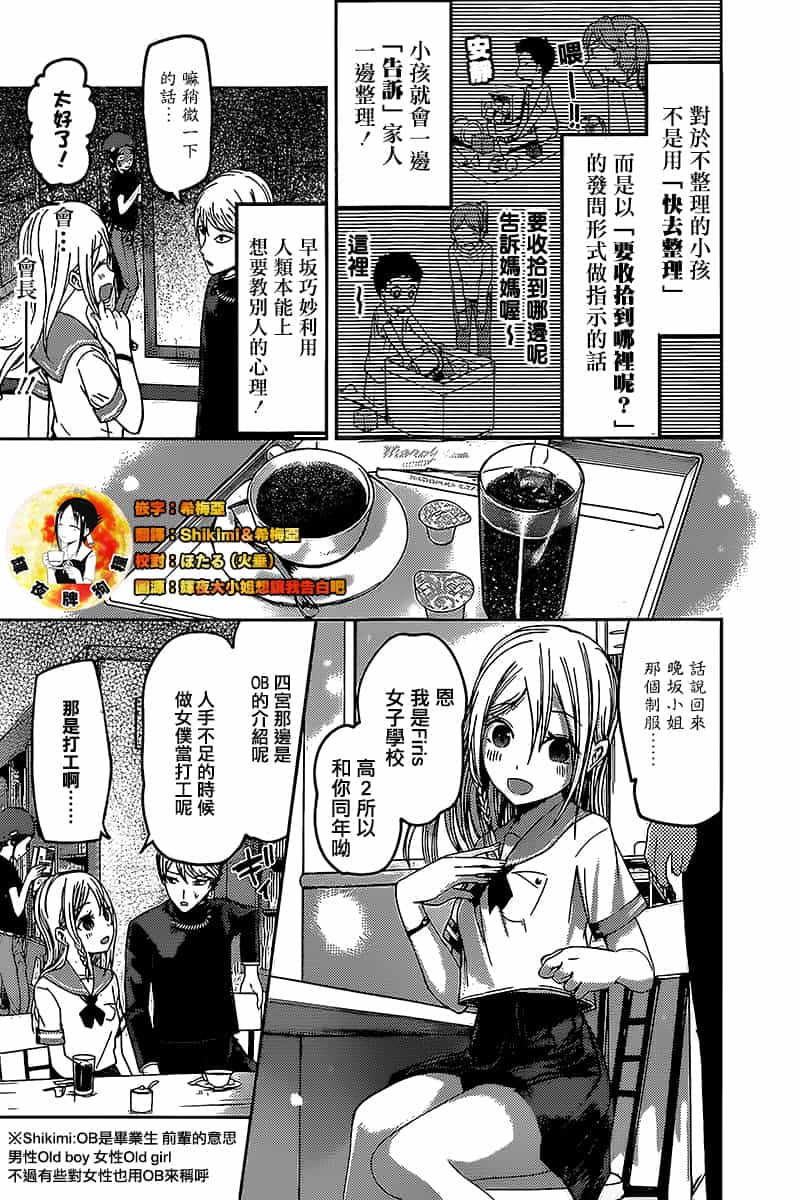 對於不整理的小孩
不是用「快去整理」
而是以「要收拾到哪裡呢?」
的發問形式做指示的話
喂——!!
安靜
小孩就會一邊
「告訴」家人
一邊整理!
要收拾到哪邊呢
告訴媽媽喔~
這裡~
嘛稍微一下
的話…
太好了!
早坂巧妙利用
人類本能上
想要教別人的心理!
會…
會長——!!
嵌字:希梅亞
翻譯:Shikimi&希梅亞
校對:ほたる(火垂)
圖源:輝夜大小姐想讓我告白吧
話說回來
晚坂小姐
那個制服……
恩
我是Firis
女子學校
高2所以
和你同年呦
四宮那邊是
OB的介紹呢
人手不足的時候
做女僕當打工呢
那是打工啊……
※Shikimi:OB是畢業生 前輩的意思
男性Old boy 女性Old girl
不過有些對女性也用OB來稱呼